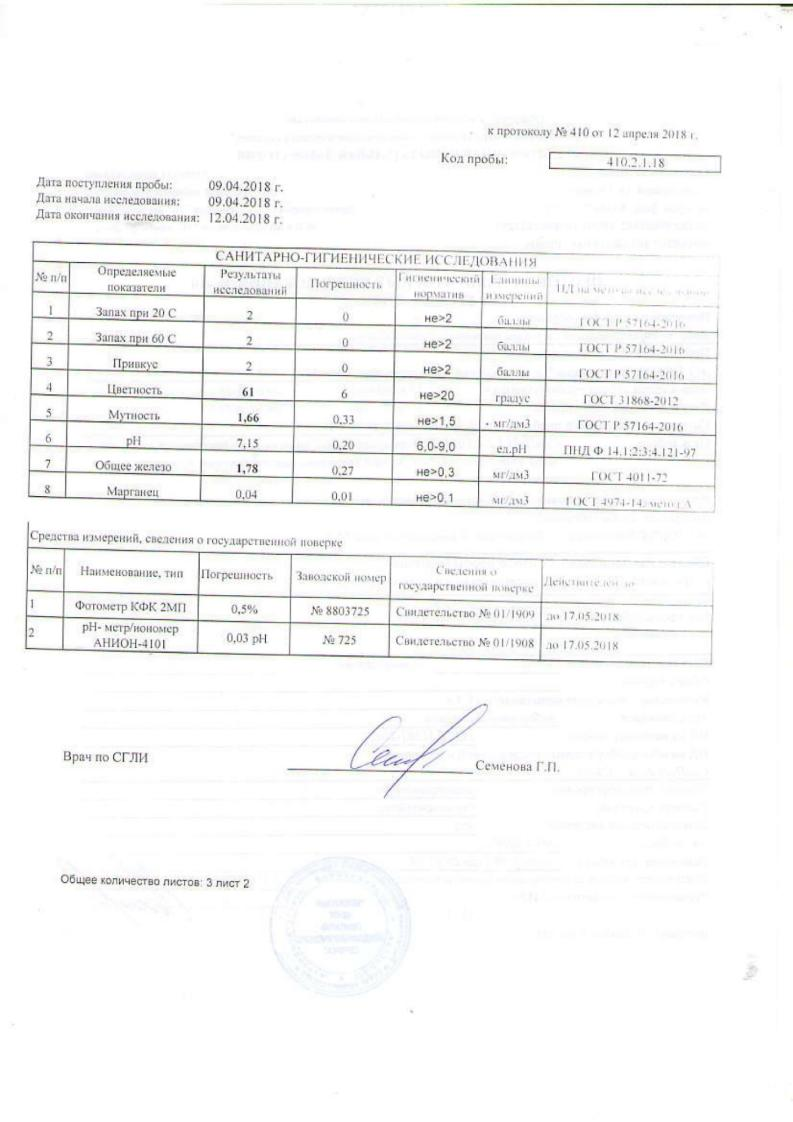 к протоколу № 410 от 12 апреля 2018 г.
Код пробы: 410.2.1.18
Дата поступления пробы: 09.04.2018 г.
Дата начала исследования: 09.04.2018 г.
Дата окончания исследования: 12.04.2018 г.
САНИТАРНО-ГИГИЕНИЧЕСКИЕ ИССЛЕДОВАНИЯ
№ п/п Определяемые показатели Результаты исследований Погрешность Гигиенический норматив Единицы измерений НД на метод исследования
1 Запах при 20 С 2 0 не>2 баллы ГОСТ Р 57164-2016
2 Запах при 60 С 2 0 не>2 баллы ГОСТ Р 57164-2016
3 Привкус 2 0 не>2 баллы ГОСТ Р 57164-2016
4 Цветность 61 6 не>20 градус ГОСТ 31868-2012
5 Мутность 1,66 0,33 не>1,5 мг/дм3 ГОСТ Р 57164-2016
6 рН 7,15 0,20 6,0-9,0 ед.рН ПНД Ф 14.1:2:3:4.121-97
7 Общее железо 1,78 0,27 не>0,3 мг/дм3 ГОСТ 4011-72
8 Марганец 0,04 0,01 не>0,1 мг/дм3 ГОСТ 4974-14, метод А
Средства измерений, сведения о государственной поверке
№ п/п Наименование, тип Погрешность Заводской номер Сведения о государственной поверке Действителен до
1 Фотометр КФК 2МП 0,5% № 8803725 Свидетельство № 01/1909 до 17.05.2018
2 рН- метр/иономер АНИОН-4101 0,03 рН № 725 Свидетельство № 01/1908 до 17.05.2018
Врач по СГЛИ Семенова Г.П.
Общее количество листов: 3 лист 2